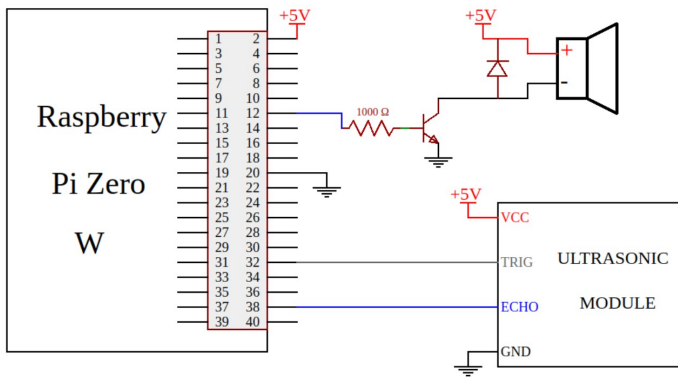 +5V
+5V
1 2
3 4
5 6
7 8
9 10
11 12
13 14
15 16
17 18
19 20
21 22
23 24
25 26
27 28
29 30
31 32
33 34
35 36
37 38
39 40
Raspberry
Pi Zero
W
1000 Ω
+
-
+5V
VCC
TRIG
ECHO
GND
ULTRASONIC
MODULE